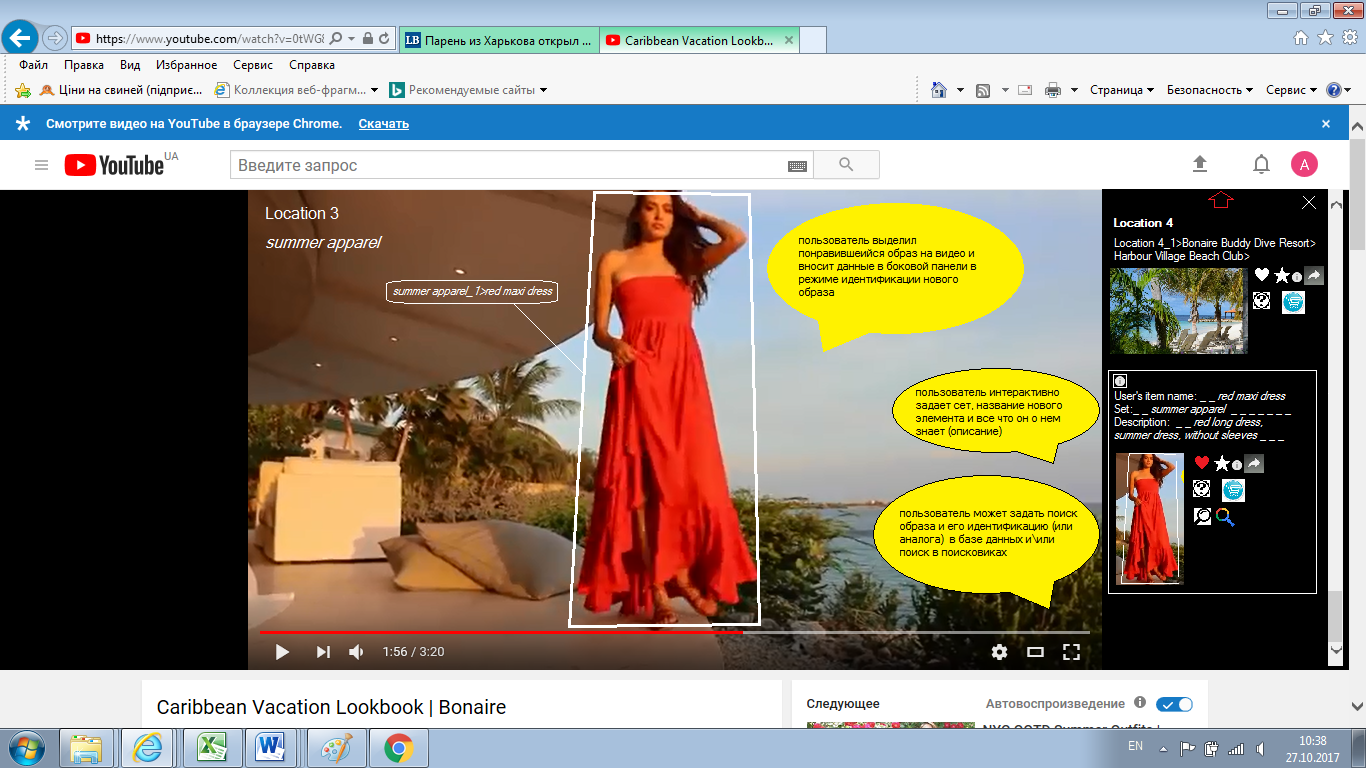 https://www.youtube.com/watch?v=0tWG
Парень из Харькова открыл ...
Caribbean Vacation Lookb...
Файл Правка Вид Избранное Сервис Справка
Ціни на свиней (підприє... Коллекция веб-фрагм... Рекомендуемые сайты
Страница Безопасность Сервис
Смотрите видео на YouTube в браузере Chrome. Скачать
YouTube UA
Введите запрос
A
Location 3
summer apparel
summer apparel_1>red maxi dress
пользователь выделил
понравившеийся образ на видео и
вносит данные в боковой панели в
режиме идентификации нового
образа
пользователь интерактивно
задает сет, название нового
элемента и все что он о нем
знает (описание)
пользователь может задать поиск
образа и его идентификацию (или
аналога) в базе данных и\или
поиск в поисковиках
Location 4
Location 4_1>Bonaire Buddy Dive Resort>
Harbour Village Beach Club>
User's item name: _ _ red maxi dress
Set:_ _ summer apparel _ _ _ _ _ _ _
Description: _ _ red long dress,
summer dress, without sleeves _ _ _
1:56 / 3:20
Caribbean Vacation Lookbook | Bonaire
Следующее
Автовоспроизведение
EN
10:38
27.10.2017